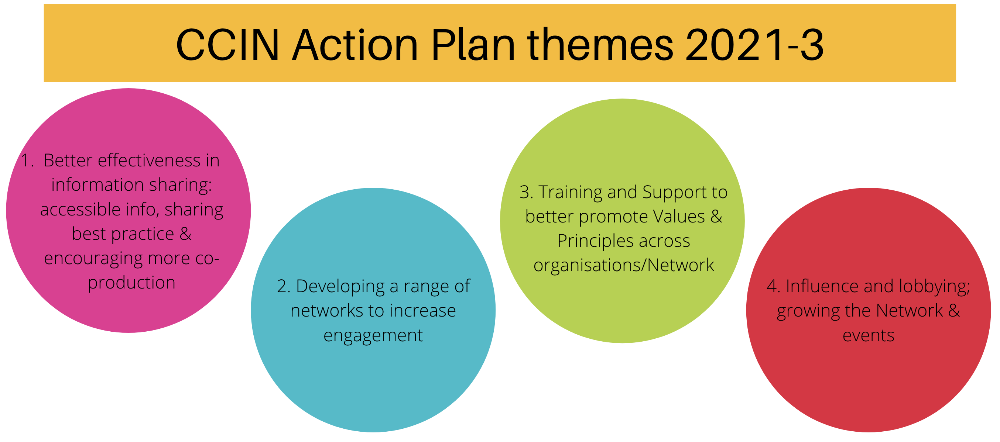 CCIN Action Plan themes 2021-3
1. Better effectiveness in
information sharing:
accessible info, sharing
best practice &
encouraging more co-
production
2. Developing a range of
networks to increase
engagement
3. Training and Support to
better promote Values &
Principles across
organisations/Network
4. Influence and lobbying;
growing the Network &
events